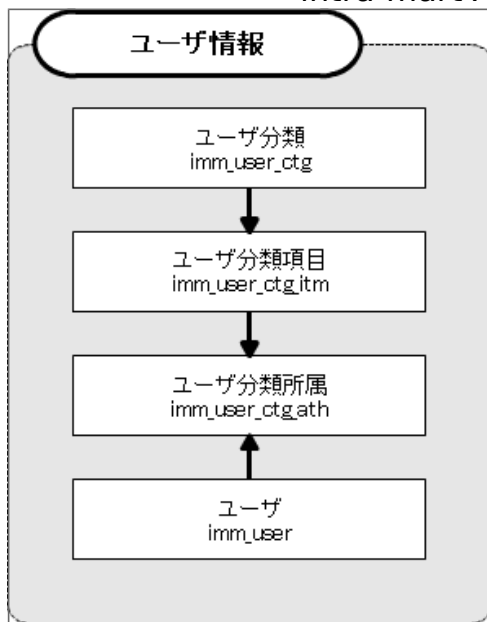 ユーザ情報
ユーザ分類
imm_user_ctg
ユーザ分類項目
imm_user_ctg_itm
ユーザ分類所属
imm_user_ctg_ath
ユーザ
imm_user